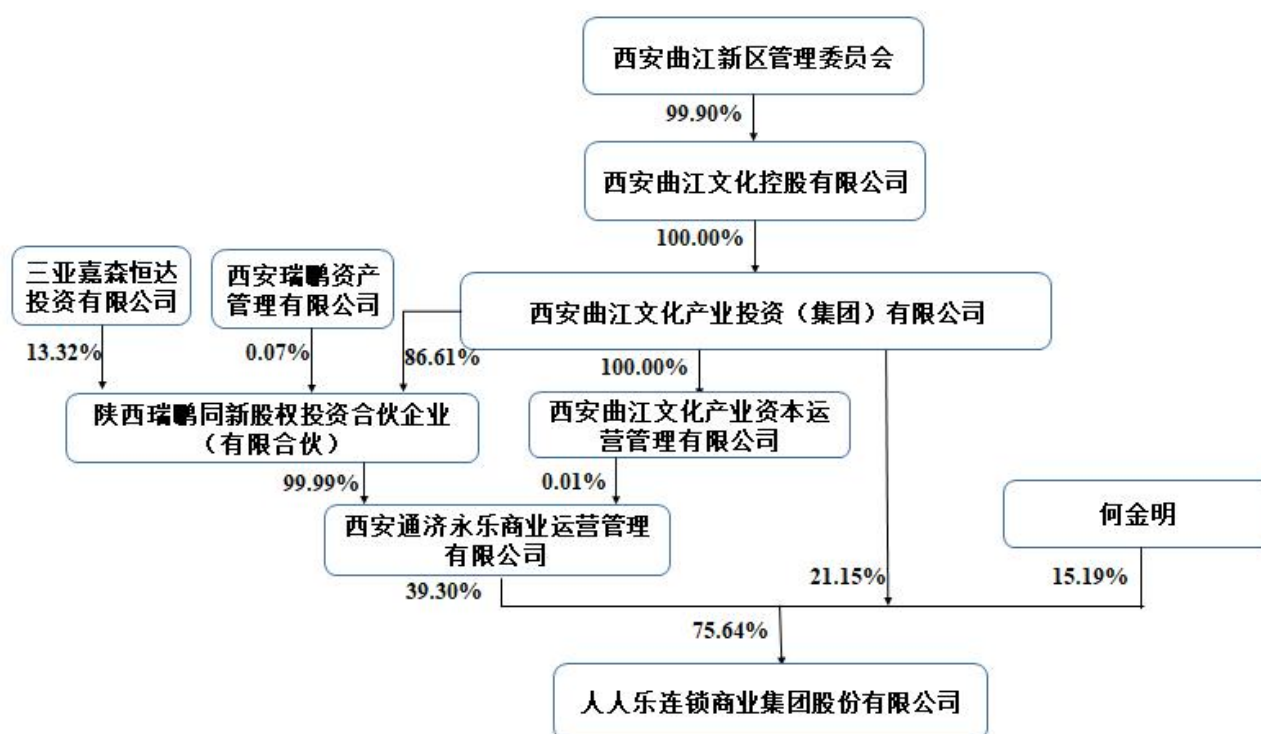 西安曲江新区管理委员会
99.90%
西安曲江文化控股有限公司
100.00%
三亚嘉森恒达
投资有限公司
西安瑞鹏资产
管理有限公司
西安曲江文化产业投资（集团）有限公司
13.32%
0.07%
86.61%
100.00%
陕西瑞鹏同新股权投资合伙企业
（有限合伙）
西安曲江文化产业资本运
营管理有限公司
99.99%
0.01%
西安通济永乐商业运营管理
有限公司
何金明
39.30%
21.15%
15.19%
75.64%
人人乐连锁商业集团股份有限公司